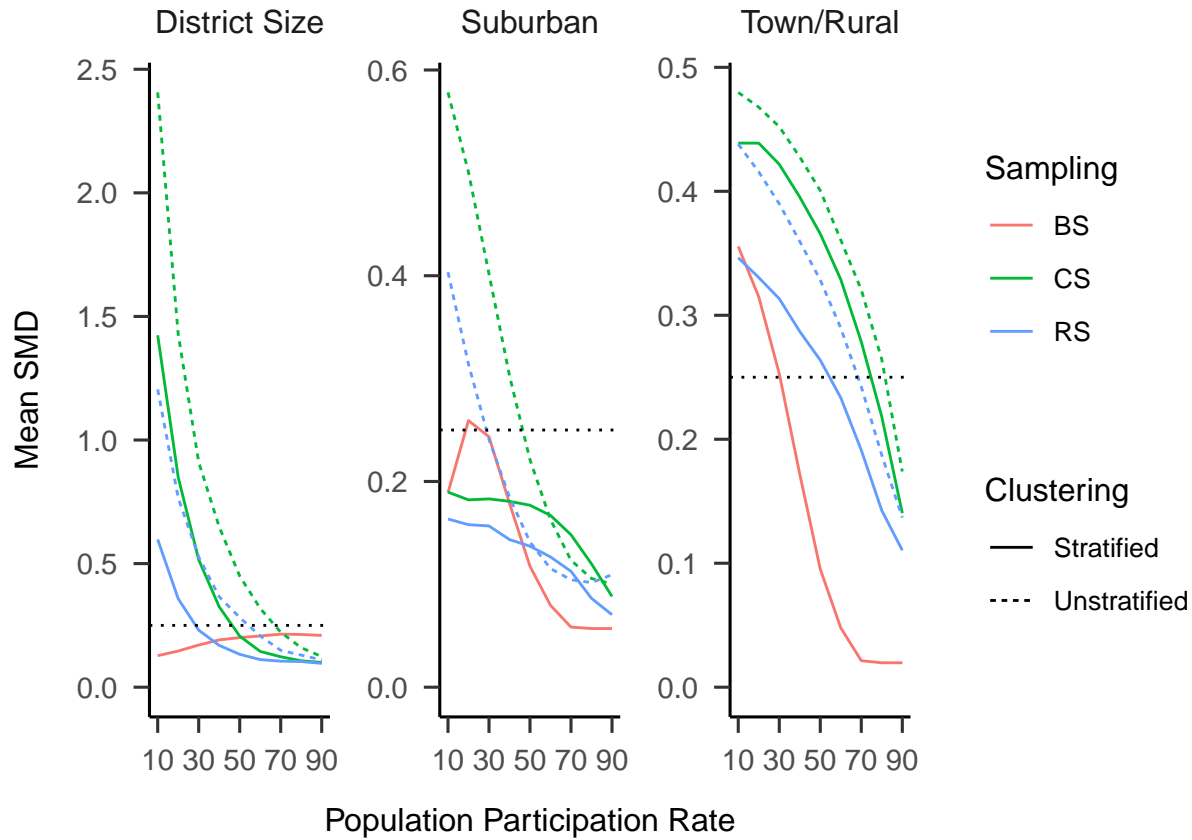 District Size
Suburban
Town/Rural
Mean SMD
2.5
2.0
1.5
1.0
0.5
0.0
10 30 50 70 90
0.6
0.4
0.2
0.0
10 30 50 70 90
0.5
0.4
0.3
0.2
0.1
0.0
10 30 50 70 90
Population Participation Rate
Sampling
BS
CS
RS
Clustering
Stratified
Unstratified